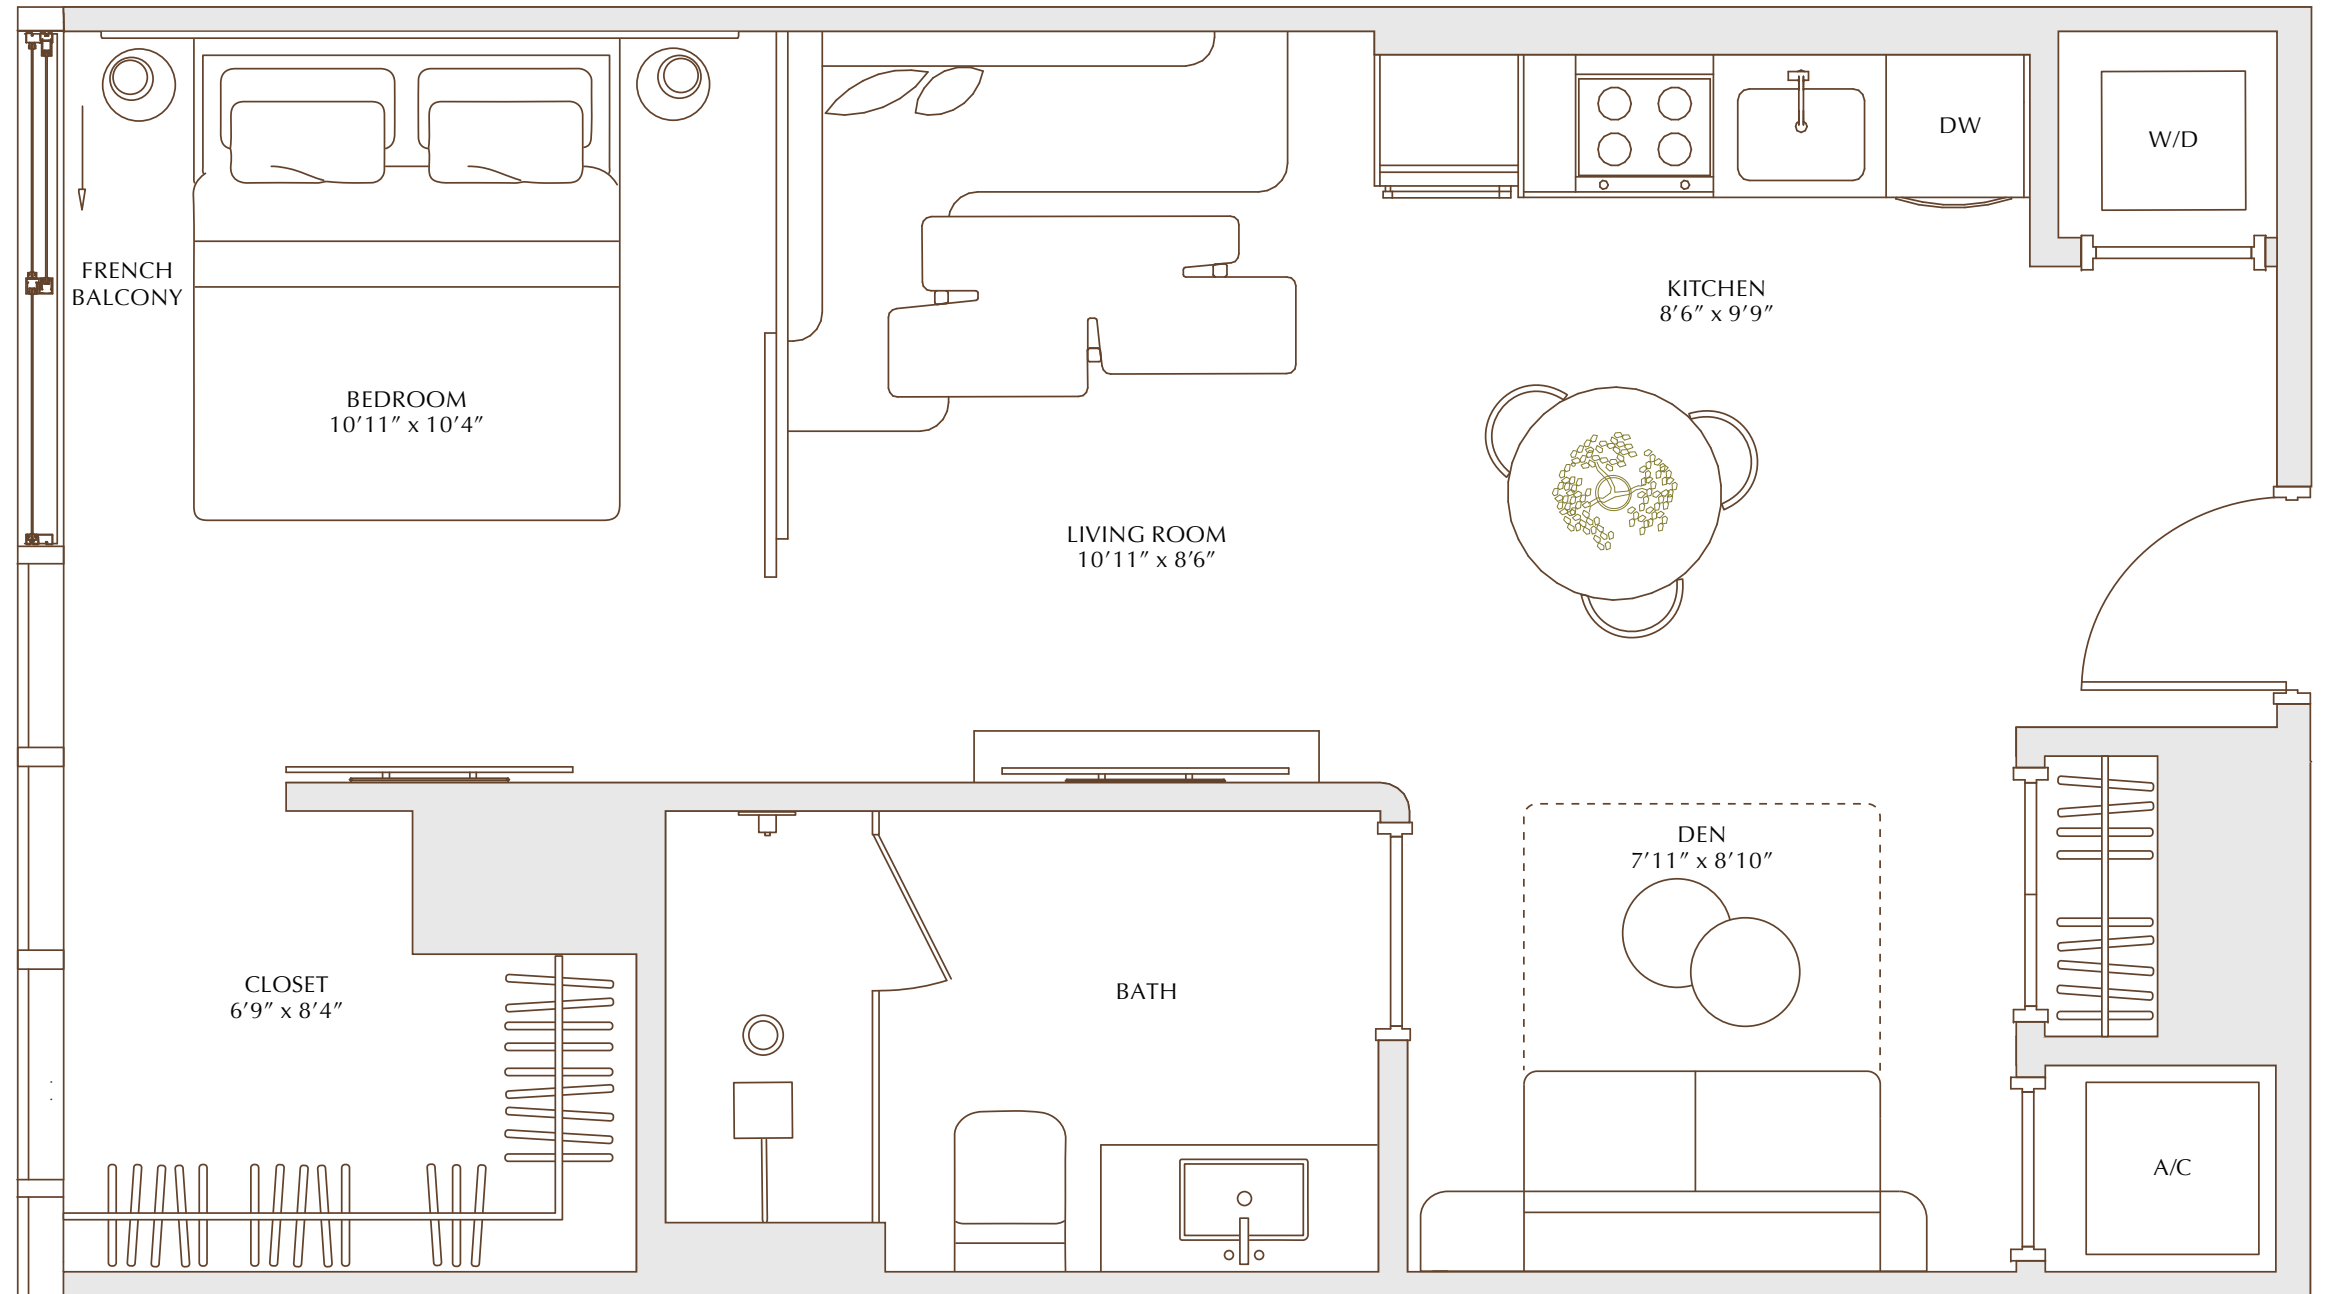 DW
W/D
FRENCH
BALCONY
KITCHEN
8’6” x 9’9”
BEDROOM
10’11” x 10’4”
LIVING ROOM
10’11” x 8’6”
DEN
7’11” x 8’10”
CLOSET
6’9” x 8’4”
BATH
A/C